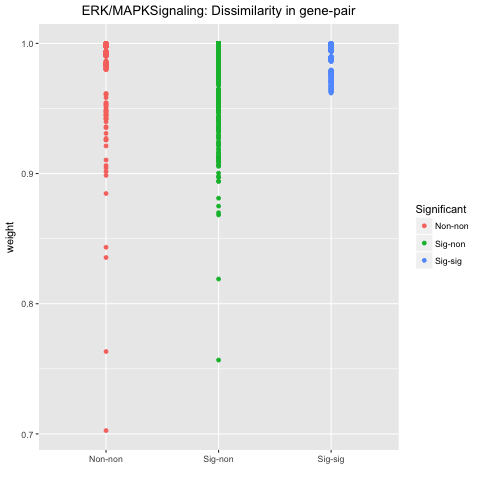 ERK/MAPKSignaling: Dissimilarity in gene-pair
1.0
0.9
0.8
0.7
weight
Non-non
Sig-non
Sig-sig
Significant
Non-non
Sig-non
Sig-sig